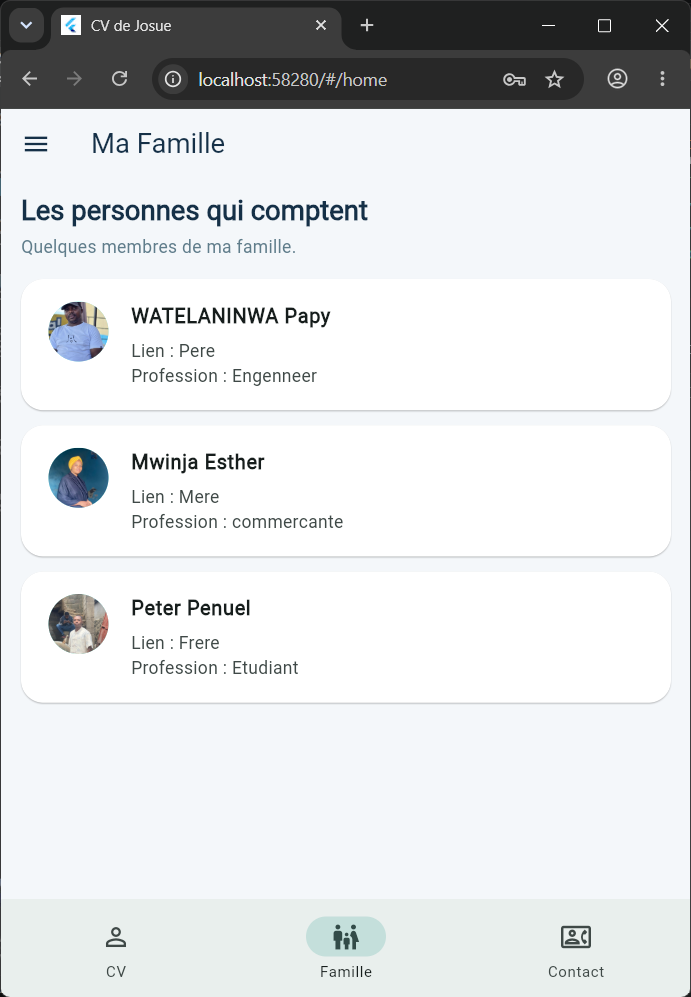 CV de Josue
localhost:58280/#/home
Ma Famille
Les personnes qui comptent
Quelques membres de ma famille.
WATELANINWA Papy
Lien : Pere
Profession : Engenneer
Mwinja Esther
Lien : Mere
Profession : commercante
Peter Penuel
Lien : Frere
Profession : Etudiant
CV
Famille
Contact